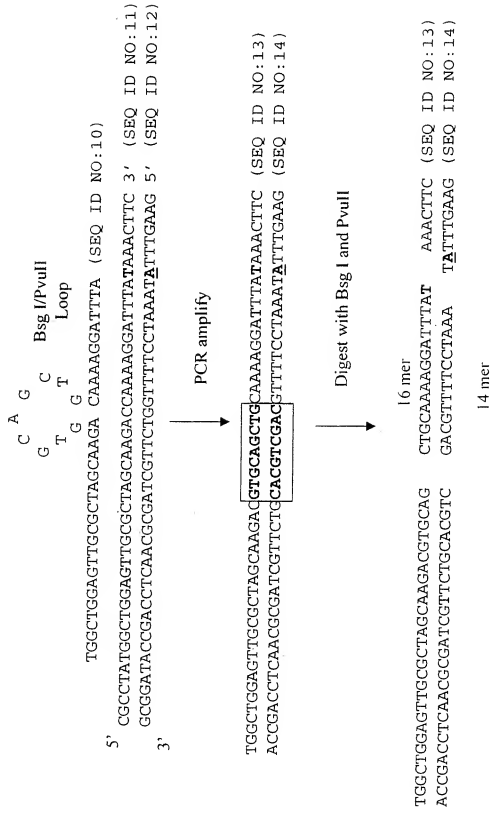 A
C G
G C
T T
G G
Bsg I/PvuII
Loop
TGGCTGGAGTTGCGCTAGCAAGA CAAAAGGATTTA (SEQ ID NO:10)
5' CGCCTATGGCTGGAGTTGCGCTAGCAAGACCAAAAGGATTTATAAACTTC 3' (SEQ ID NO:11)
GCGGATACCGACCTCAACGCGATCGTTCTGGTTTTCCTAAATATTTGAAG 5' (SEQ ID NO:12)
3'
PCR amplify
TGGCTGGAGTTGCGCTAGCAAGACGTGCAGCTGCAAAAGGATTTATAAACTTC (SEQ ID NO:13)
ACCGACCTCAACGCGATCGTTCTGCACGTCGACGTTTTCCTAAATATTTGAAG (SEQ ID NO:14)
Digest with Bsg I and PvuII
16 mer
TGGCTGGAGTTGCGCTAGCAAGACGTGCAG CTGCAAAAGGATTTAT AAACTTC (SEQ ID NO:13)
ACCGACCTCAACGCGATCGTTCTGCACGTC GACGTTTTCCTAAA TATTTGAAG (SEQ ID NO:14)
14 mer